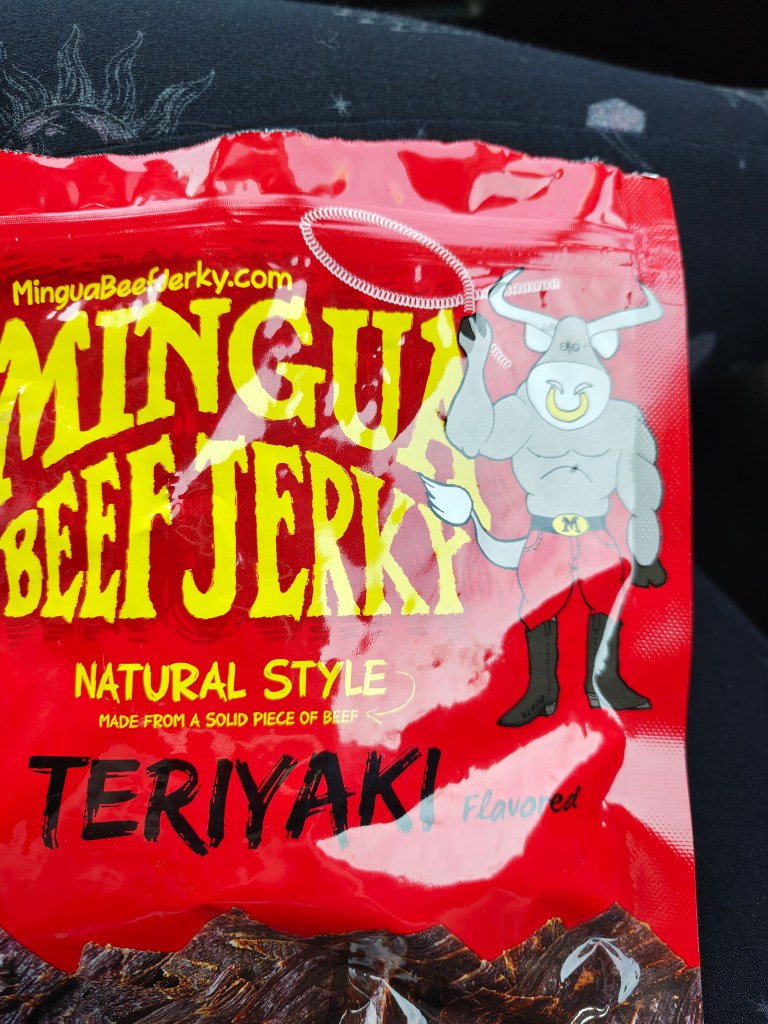 MinguaBeefJerky.com
MINGUA
BEEF JERKY
M
NATURAL STYLE
MADE FROM A SOLID PIECE OF BEEF
TERIYAKI Flavored